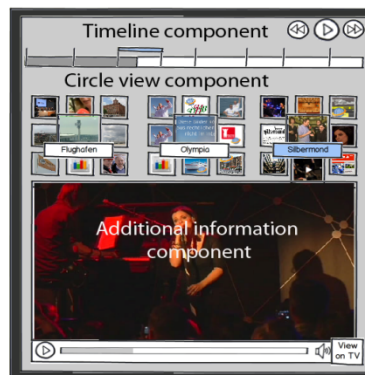 Timeline component
Circle view component
Flughafen
Olympia
Silbermond
Additional information
component
View
on TV